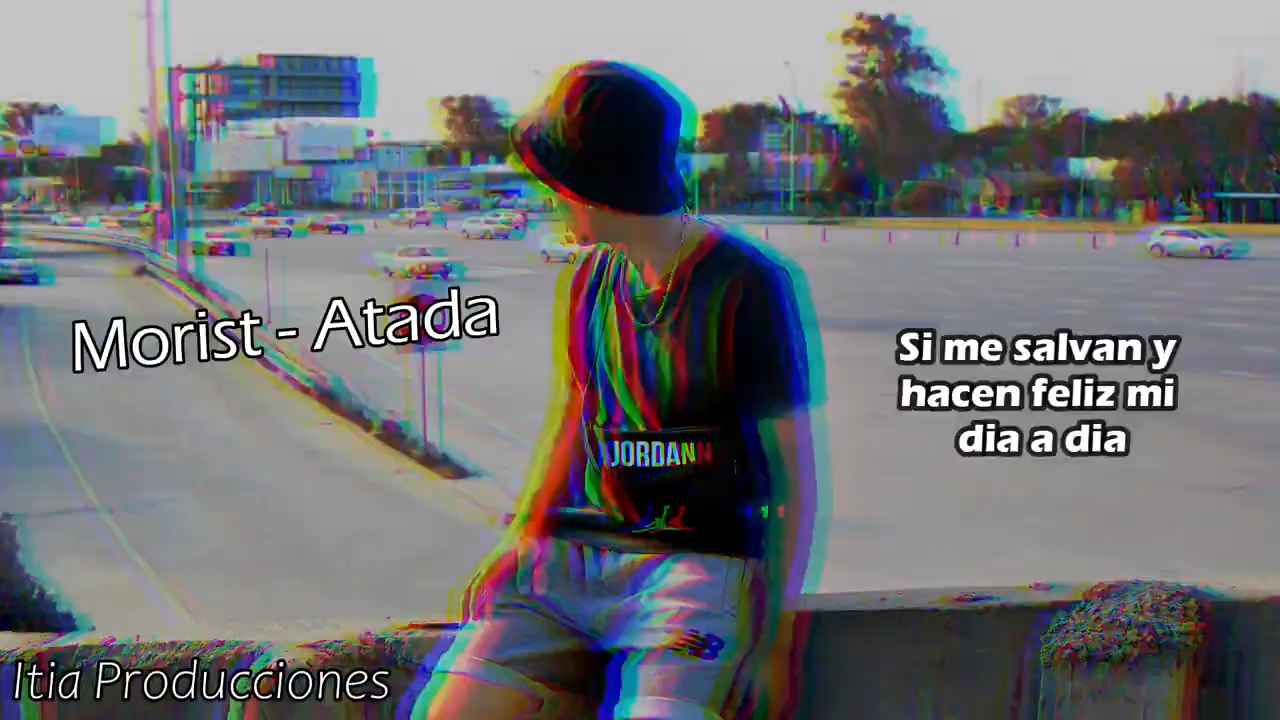 Morist - Atada
Si me salvan y
hacen feliz mi
dia a dia
JORDAN
Itia Producciones